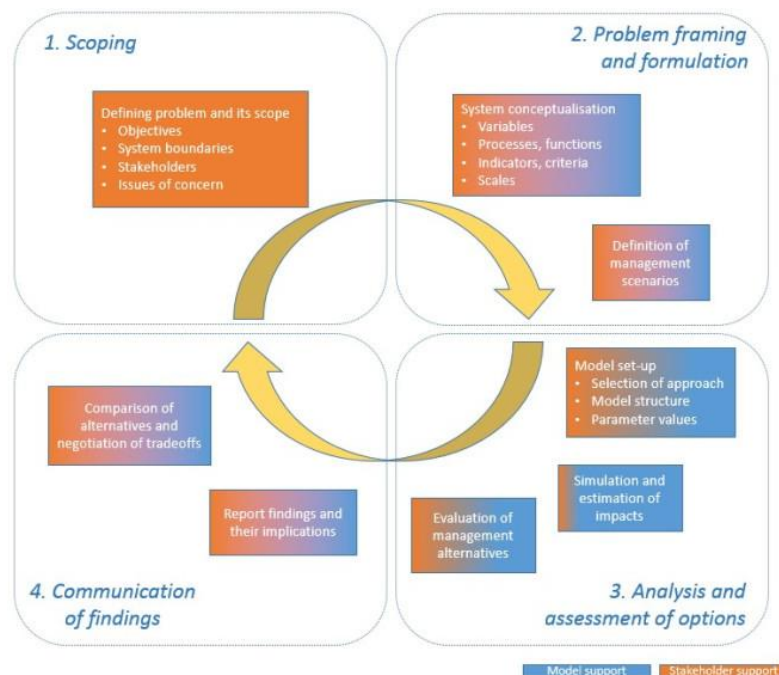 1. Scoping
Defining problem and its scope
• Objectives
• System boundaries
• Stakeholders
• Issues of concern
2. Problem framing
and formulation
System conceptualisation
• Variables
• Processes, functions
• Indicators, criteria
• Scales
Definition of
management
scenarios
Model set-up
• Selection of approach
• Model structure
• Parameter values
Simulation and
estimation of
impacts
Evaluation of
management
alternatives
3. Analysis and
assessment of options
Comparison of
alternatives and
negotiation of tradeoffs
Report findings and
their implications
4. Communication
of findings
Model support
Stakeholder support